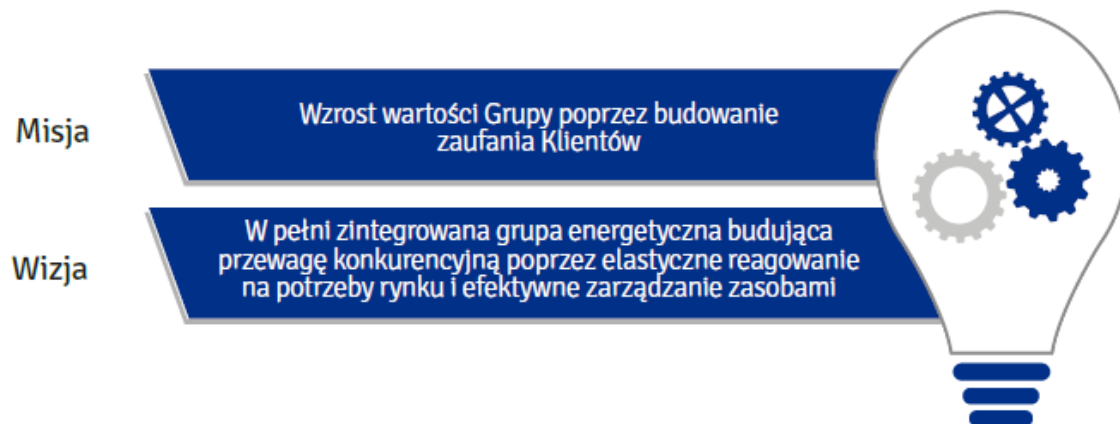 Misja
Wzrost wartości Grupy poprzez budowanie
zaufania Klientów
Wizja
W pełni zintegrowana grupa energetyczna budująca
przewagę konkurencyjną poprzez elastyczne reagowanie
na potrzeby rynku i efektywne zarządzanie zasobami